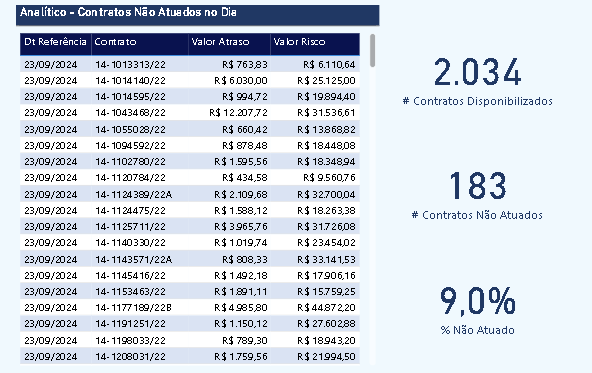 Analítico - Contratos Não Atuados no Dia
Dt Referência Contrato Valor Atraso Valor Risco
23/09/2024 14-1013313/22 R$ 763,83 R$ 6.110,64
23/09/2024 14-1014140/22 R$ 6.030,00 R$ 25.125,00
23/09/2024 14-1014595/22 R$ 994,72 R$ 19.894,40
23/09/2024 14-1043468/22 R$ 12.207,72 R$ 31.536,61
23/09/2024 14-1055028/22 R$ 660,42 R$ 13.868,82
23/09/2024 14-1094592/22 R$ 878,48 R$ 18.448,08
23/09/2024 14-1102780/22 R$ 1.595,56 R$ 18.348,94
23/09/2024 14-1120784/22 R$ 434,58 R$ 9.560,76
23/09/2024 14-1124389/22A R$ 2.109,68 R$ 32.700,04
23/09/2024 14-1124475/22 R$ 1.588,12 R$ 18.263,38
23/09/2024 14-1125711/22 R$ 3.965,76 R$ 31.726,08
23/09/2024 14-1140330/22 R$ 1.019,74 R$ 23.454,02
23/09/2024 14-1143571/22A R$ 808,33 R$ 33.141,53
23/09/2024 14-1145416/22 R$ 1.492,18 R$ 17.906,16
23/09/2024 14-1153463/22 R$ 1.891,11 R$ 15.759,25
23/09/2024 14-1177189/22B R$ 4.985,80 R$ 44.872,20
23/09/2024 14-1191251/22 R$ 1.150,12 R$ 27.602,88
23/09/2024 14-1198033/22 R$ 789,30 R$ 18.943,20
23/09/2024 14-1208031/22 R$ 1.759,56 R$ 21.994,50
2.034
# Contratos Disponibilizados
183
# Contratos Não Atuados
9,0%
% Não Atuado